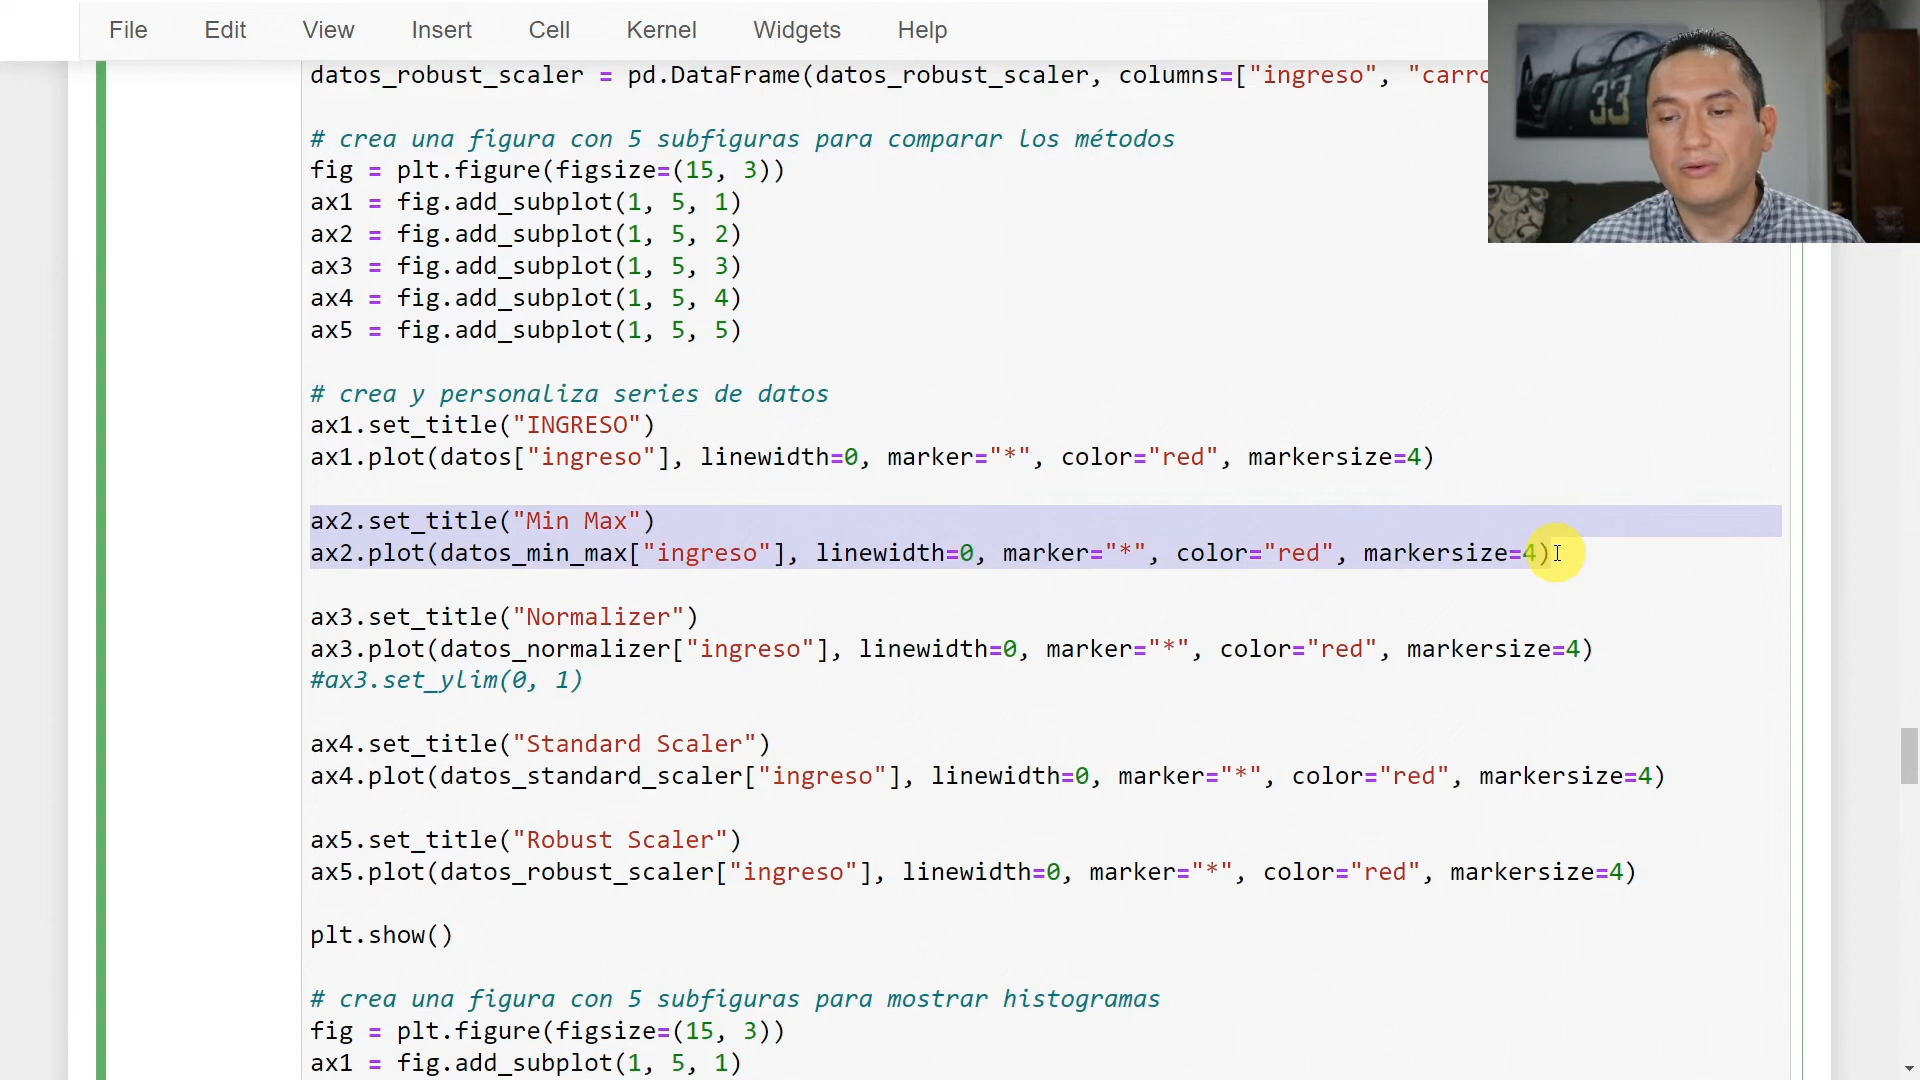 File Edit View Insert Cell Kernel Widgets Help
datos_robust_scaler = pd.DataFrame(datos_robust_scaler, columns=["ingreso", "carro
33
# crea una figura con 5 subfiguras para comparar los métodos
fig = plt.figure(figsize=(15, 3))
ax1 = fig.add_subplot(1, 5, 1)
ax2 = fig.add_subplot(1, 5, 2)
ax3 = fig.add_subplot(1, 5, 3)
ax4 = fig.add_subplot(1, 5, 4)
ax5 = fig.add_subplot(1, 5, 5)
# crea y personaliza series de datos
ax1.set_title("INGRESO")
ax1.plot(datos["ingreso"], linewidth=0, marker="*", color="red", markersize=4)
ax2.set_title("Min Max")
ax2.plot(datos_min_max["ingreso"], linewidth=0, marker="*", color="red", markersize=4)
ax3.set_title("Normalizer")
ax3.plot(datos_normalizer["ingreso"], linewidth=0, marker="*", color="red", markersize=4)
#ax3.set_ylim(0, 1)
ax4.set_title("Standard Scaler")
ax4.plot(datos_standard_scaler["ingreso"], linewidth=0, marker="*", color="red", markersize=4)
ax5.set_title("Robust Scaler")
ax5.plot(datos_robust_scaler["ingreso"], linewidth=0, marker="*", color="red", markersize=4)
plt.show()
# crea una figura con 5 subfiguras para mostrar histogramas
fig = plt.figure(figsize=(15, 3))
ax1 = fig.add_subplot(1, 5, 1)